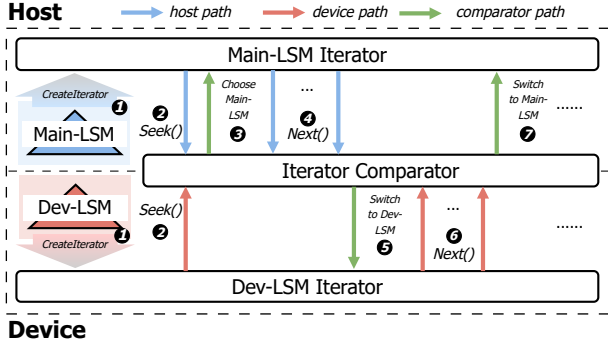 Host
host path
device path
comparator path
Main-LSM Iterator
CreateIterator
1
Main-LSM
2
Seek()
Choose
Main-
LSM
3
...
4
Next()
Switch
to Main-
LSM
7
......
Iterator Comparator
Dev-LSM
1
CreateIterator
Seek()
2
Switch
to Dev-
LSM
5
...
6
Next()
......
Dev-LSM Iterator
Device